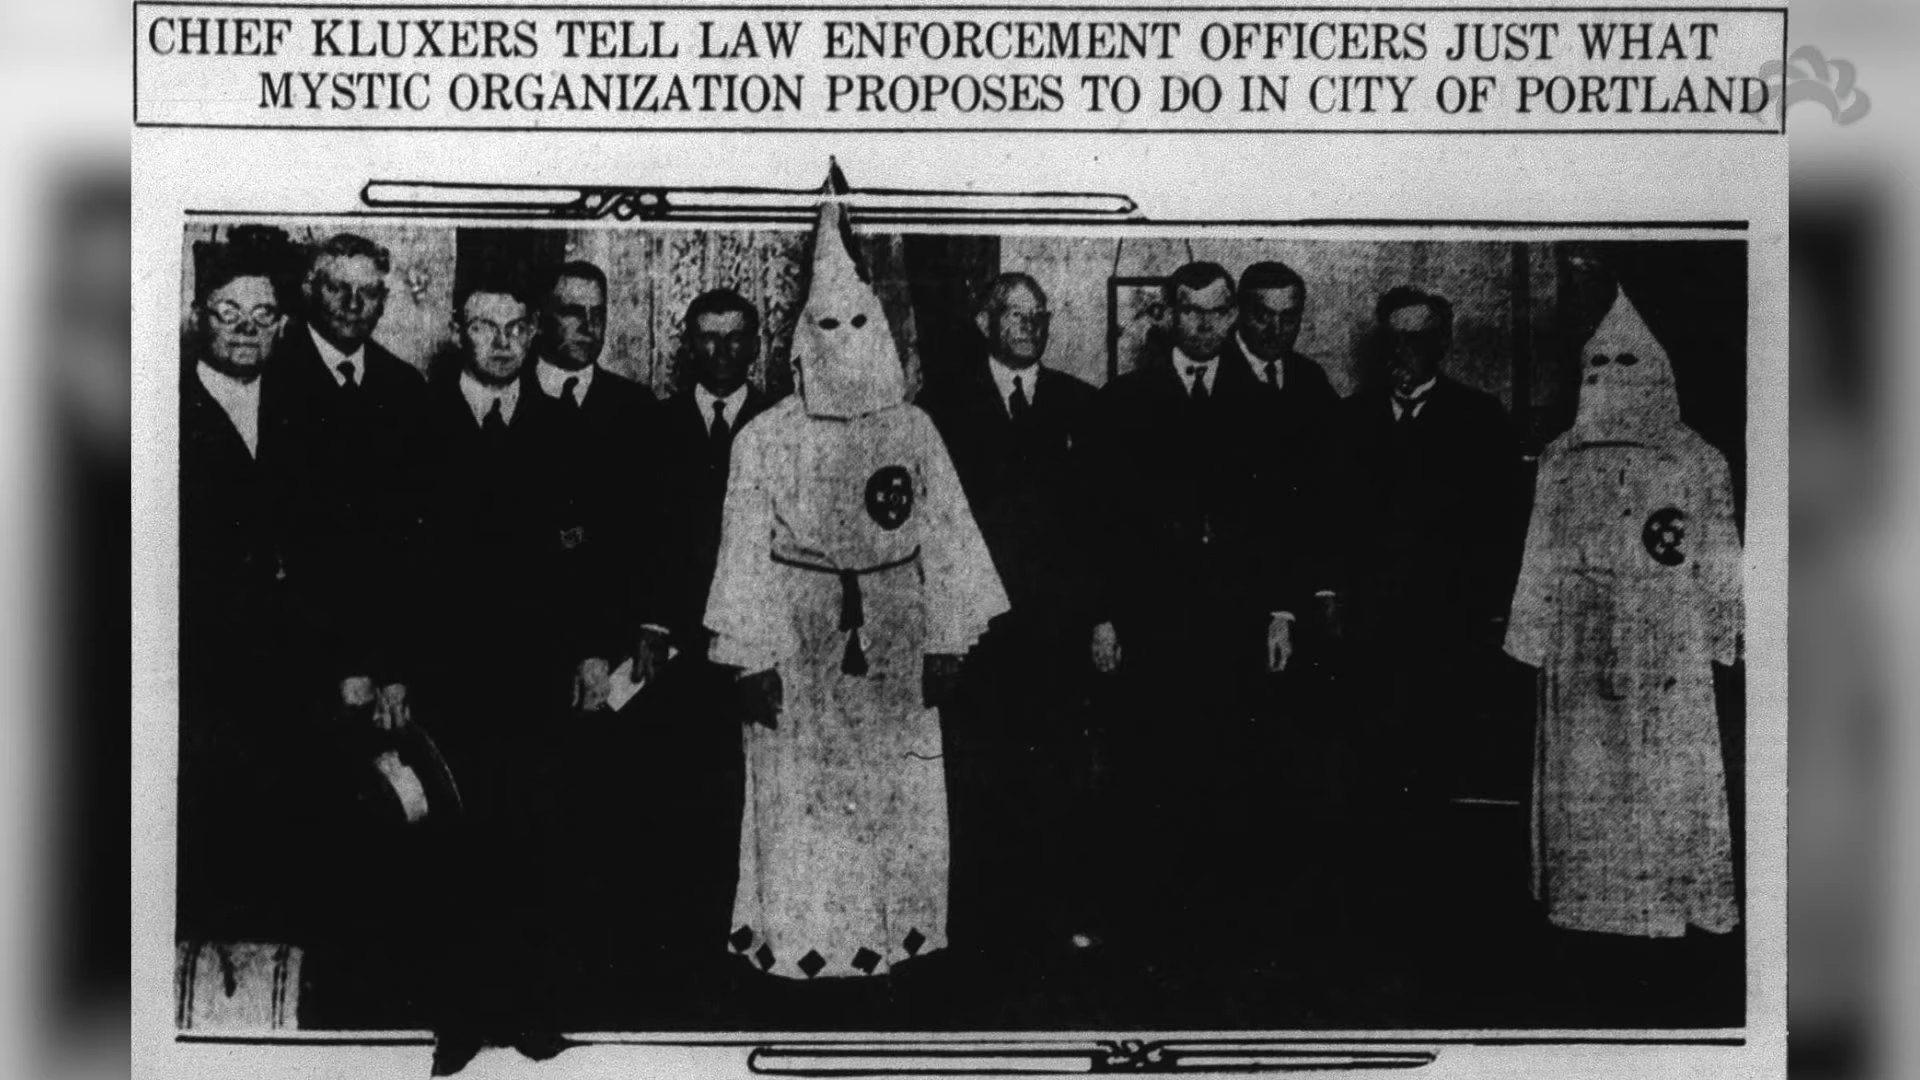 CHIEF KLUXERS TELL LAW ENFORCEMENT OFFICERS JUST WHAT
MYSTIC ORGANIZATION PROPOSES TO DO IN CITY OF PORTLAND